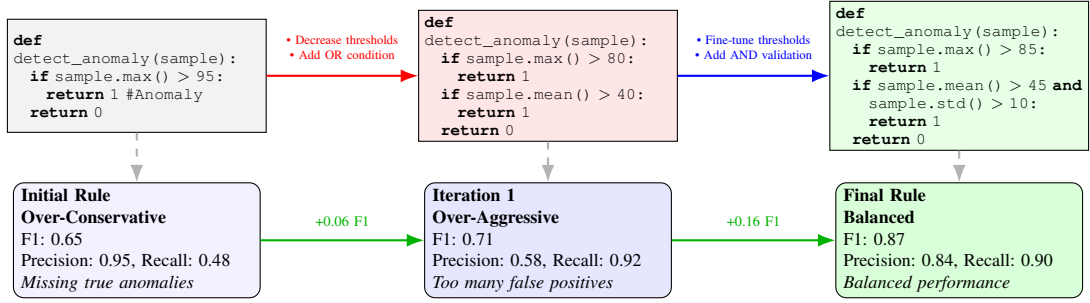 def
detect_anomaly(sample):
if sample.max() > 95:
return 1 #Anomaly
return 0
• Decrease thresholds
• Add OR condition
def
detect_anomaly(sample):
if sample.max() > 80:
return 1
if sample.mean() > 40:
return 1
return 0
• Fine-tune thresholds
• Add AND validation
def
detect_anomaly(sample):
if sample.max() > 85:
return 1
if sample.mean() > 45 and
sample.std() > 10:
return 1
return 0
Initial Rule
Over-Conservative
F1: 0.65
Precision: 0.95, Recall: 0.48
Missing true anomalies
+0.06 F1
Iteration 1
Over-Aggressive
F1: 0.71
Precision: 0.58, Recall: 0.92
Too many false positives
+0.16 F1
Final Rule
Balanced
F1: 0.87
Precision: 0.84, Recall: 0.90
Balanced performance